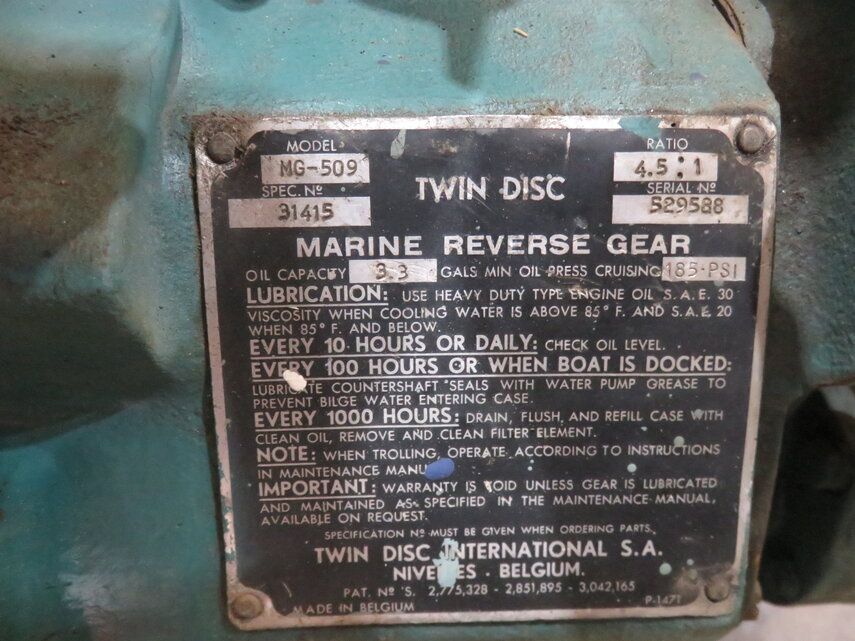 MODEL
MG-509
RATIO
4.5:1
SPEC. Nº
31415
TWIN DISC
SERIAL Nº
529588
MARINE REVERSE GEAR
OIL CAPACITY 3.3 GALS MIN OIL PRESS CRUISING 185-PSI
LUBRICATION: USE HEAVY DUTY TYPE ENGINE OIL S.A.E. 30
VISCOSITY WHEN COOLING WATER IS ABOVE 85° F. AND S.A.E. 20
WHEN 85° F. AND BELOW.
EVERY 10 HOURS OR DAILY: CHECK OIL LEVEL.
EVERY 100 HOURS OR WHEN BOAT IS DOCKED:
LUBRICATE COUNTERSHAFT SEALS WITH WATER PUMP GREASE TO
PREVENT BILGE WATER ENTERING CASE.
EVERY 1000 HOURS: DRAIN, FLUSH, AND REFILL CASE WITH
CLEAN OIL, REMOVE AND CLEAN FILTER ELEMENT.
NOTE: WHEN TROLLING, OPERATE ACCORDING TO INSTRUCTIONS
IN MAINTENANCE MANUAL
IMPORTANT: WARRANTY IS VOID UNLESS GEAR IS LUBRICATED
AND MAINTAINED AS SPECIFIED IN THE MAINTENANCE MANUAL,
AVAILABLE ON REQUEST.
SPECIFICATION Nº MUST BE GIVEN WHEN ORDERING PARTS.
TWIN DISC INTERNATIONAL S.A.
NIVELLES - BELGIUM.
PAT. Nº 'S. 2,775,328 - 2,851,895 - 3,042,165
MADE IN BELGIUM
P-1471